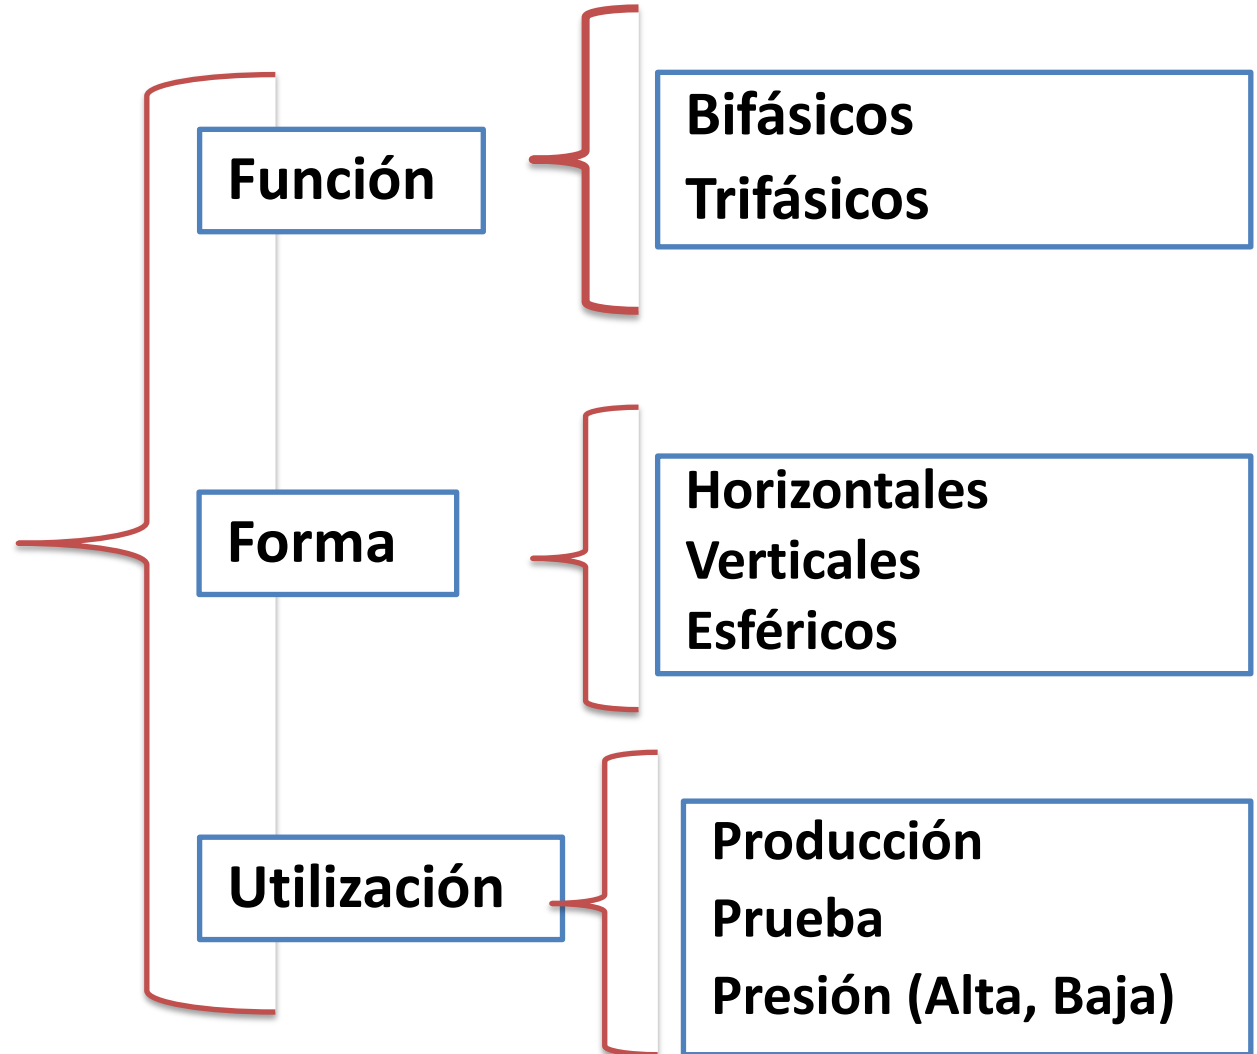 Función
Bifásicos
Trifásicos
Forma
Horizontales
Verticales
Esféricos
Utilización
Producción
Prueba
Presión (Alta, Baja)